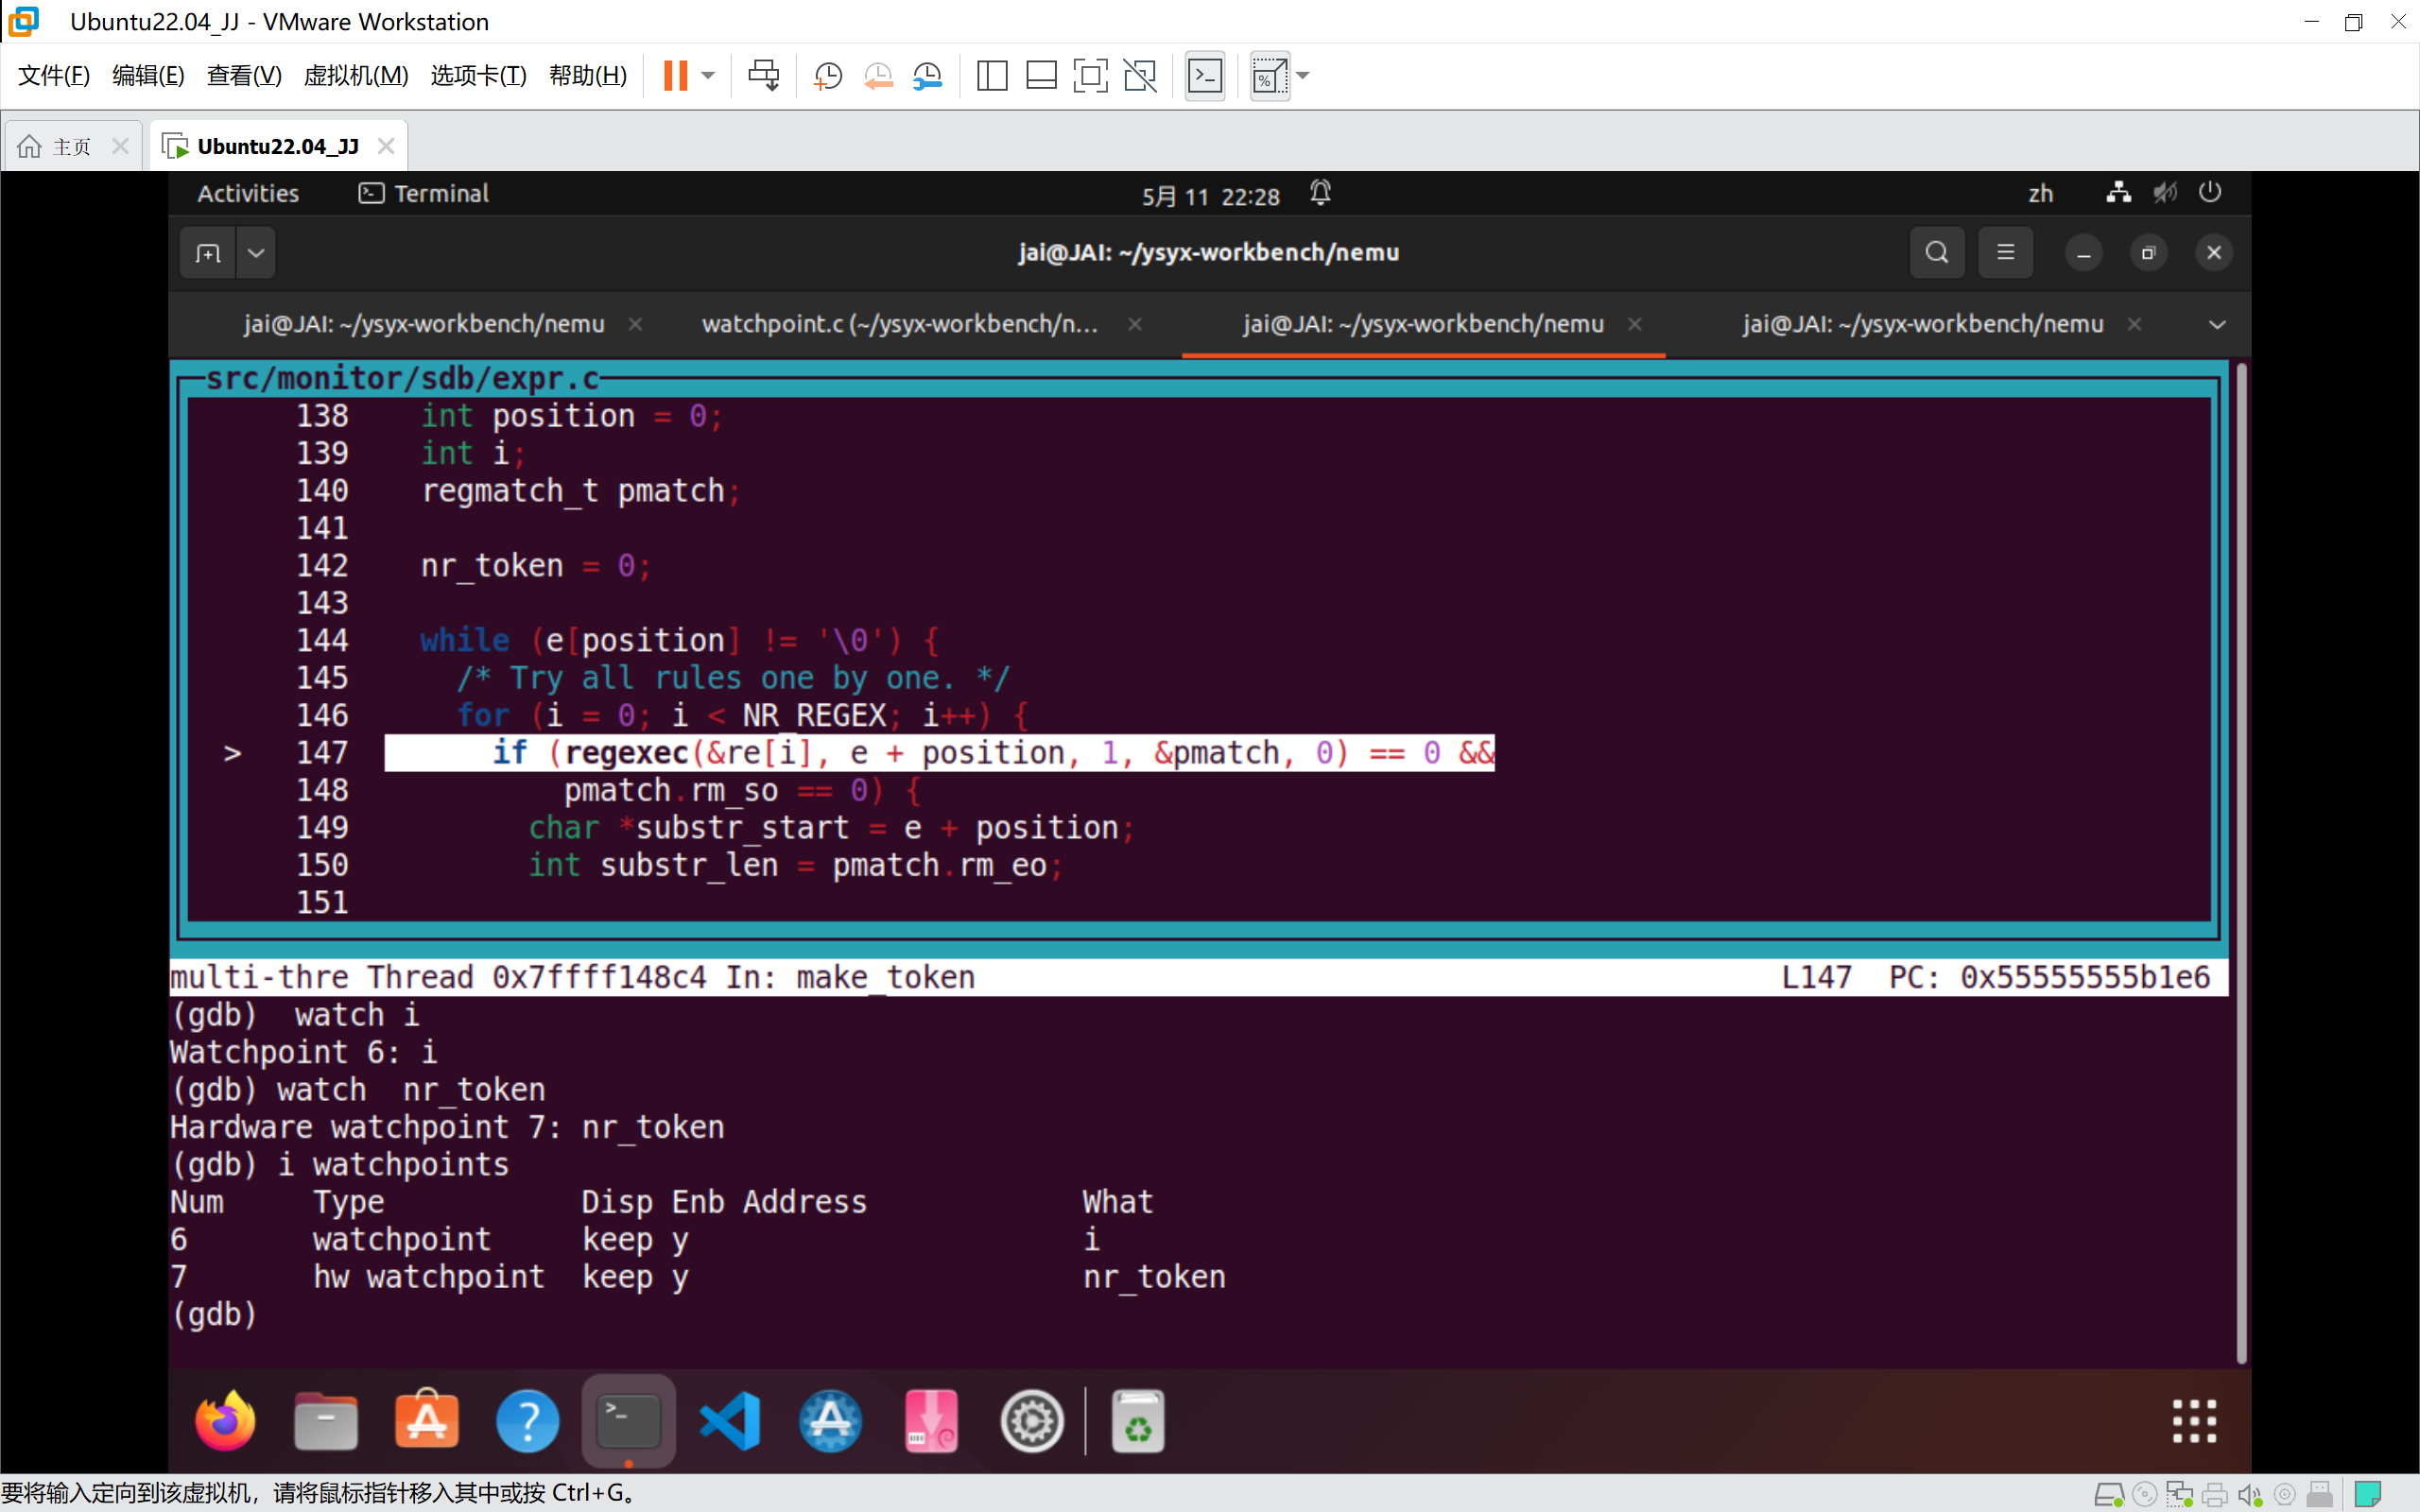 Ubuntu22.04_JJ - VMware Workstation
文件(F) 编辑(E) 查看(V) 虚拟机(M) 选项卡(T) 帮助(H)
主页 Ubuntu22.04_JJ
Activities Terminal 5月 11 22:28 zh
jai@JAI: ~/ysyx-workbench/nemu
jai@JAI: ~/ysyx-workbench/nemu watchpoint.c (~/ysyx-workbench/n... jai@JAI: ~/ysyx-workbench/nemu jai@JAI: ~/ysyx-workbench/nemu
src/monitor/sdb/expr.c
138 int position = 0;
139 int i;
140 regmatch_t pmatch;
141
142 nr_token = 0;
143
144 while (e[position] != '\0') {
145 /* Try all rules one by one. */
146 for (i = 0; i < NR_REGEX; i++) {
> 147 if (regexec(&re[i], e + position, 1, &pmatch, 0) == 0 &&
148 pmatch.rm_so == 0) {
149 char *substr_start = e + position;
150 int substr_len = pmatch.rm_eo;
151
multi-thre Thread 0x7ffff148c4 In: make_token L147 PC: 0x55555555b1e6
(gdb)  watch i
Watchpoint 6: i
(gdb) watch  nr_token
Hardware watchpoint 7: nr_token
(gdb) i watchpoints
Num Type Disp Enb Address What
6 watchpoint keep y i
7 hw watchpoint keep y nr_token
(gdb)
要将输入定向到该虚拟机，请将鼠标指针移入其中或按 Ctrl+G。